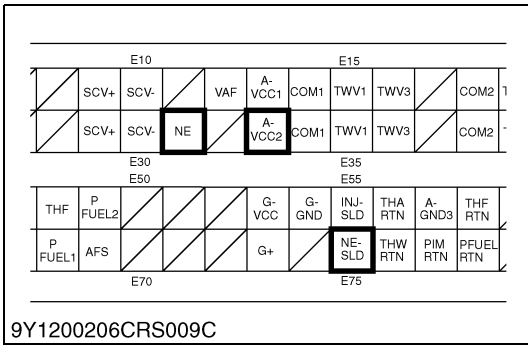 E10 E15
SCV+ SCV- VAF A-VCC1 COM1 TWV1 TWV3 COM2
SCV+ SCV- NE A-VCC2 COM1 TWV1 TWV3 COM2
E30 E35
E50 E55
THF P FUEL2 G-VCC G-GND INJ-SLD THA RTN A-GND3 THF RTN
P FUEL1 AFS G+ NE-SLD THW RTN PIM RTN PFUEL RTN
E70 E75
9Y1200206CRS009C